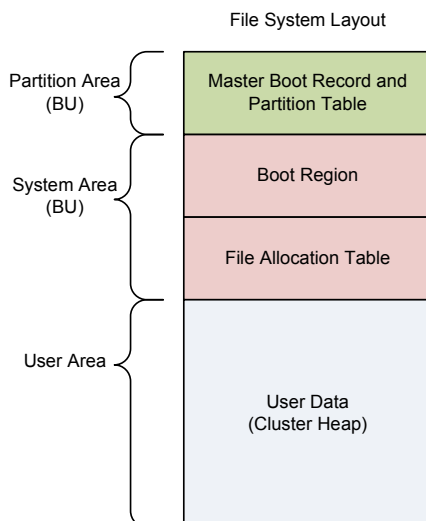 File System Layout
Partition Area
(BU)
Master Boot Record and
Partition Table
System Area
(BU)
Boot Region
File Allocation Table
User Area
User Data
(Cluster Heap)